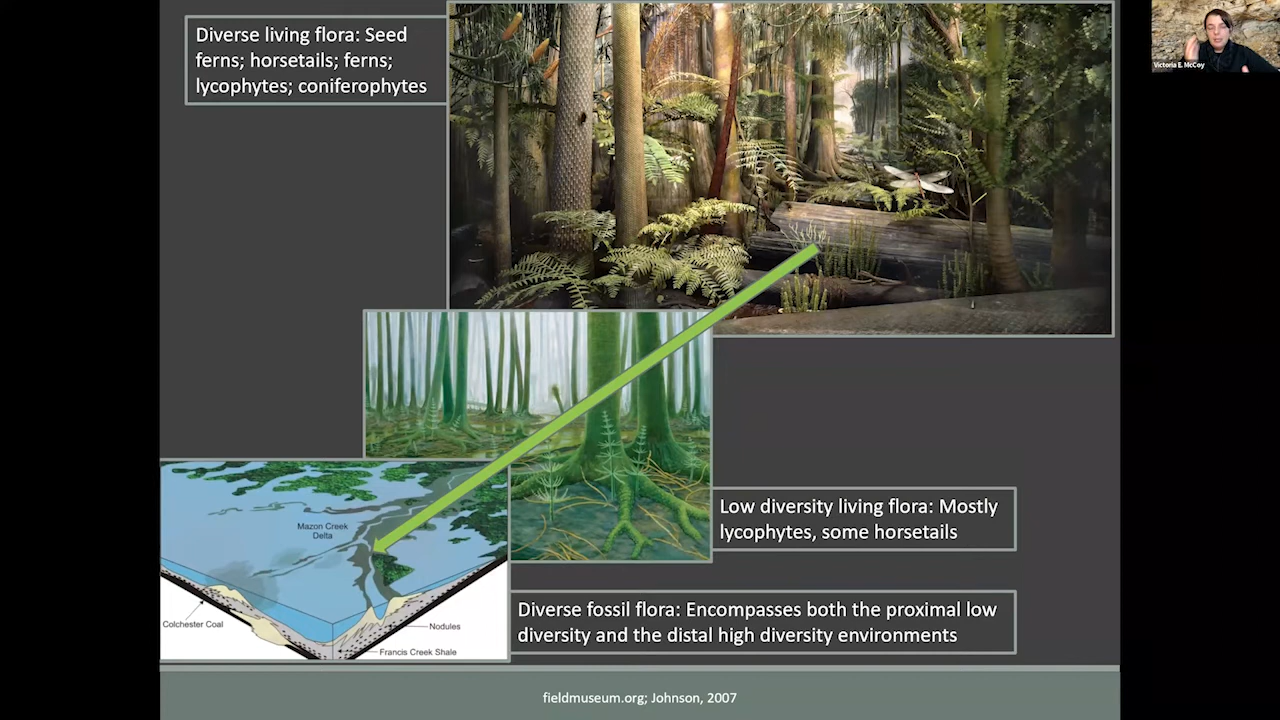 Diverse living flora: Seed
ferns; horsetails; ferns;
lycophytes; coniferophytes
Victoria E. McCoy
Low diversity living flora: Mostly
lycophytes, some horsetails
Mazon Creek
Delta
Colchester Coal
Nodules
Francis Creek Shale
Diverse fossil flora: Encompasses both the proximal low
diversity and the distal high diversity environments
fieldmuseum.org; Johnson, 2007